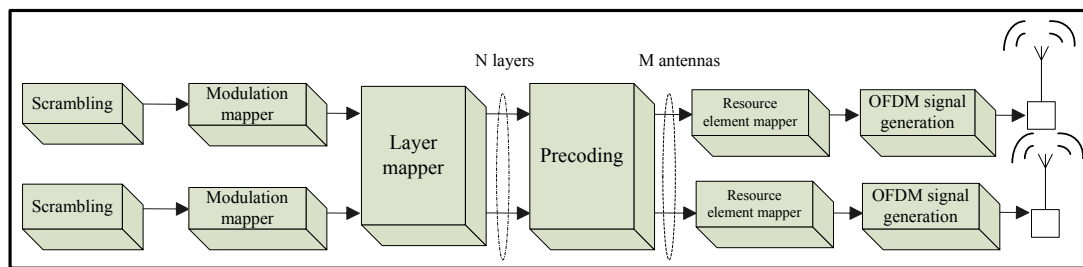 N layers
M antennas
Scrambling
Modulation
mapper
Layer
mapper
Precoding
Resource
element mapper
OFDM signal
generation
Scrambling
Modulation
mapper
Resource
element mapper
OFDM signal
generation